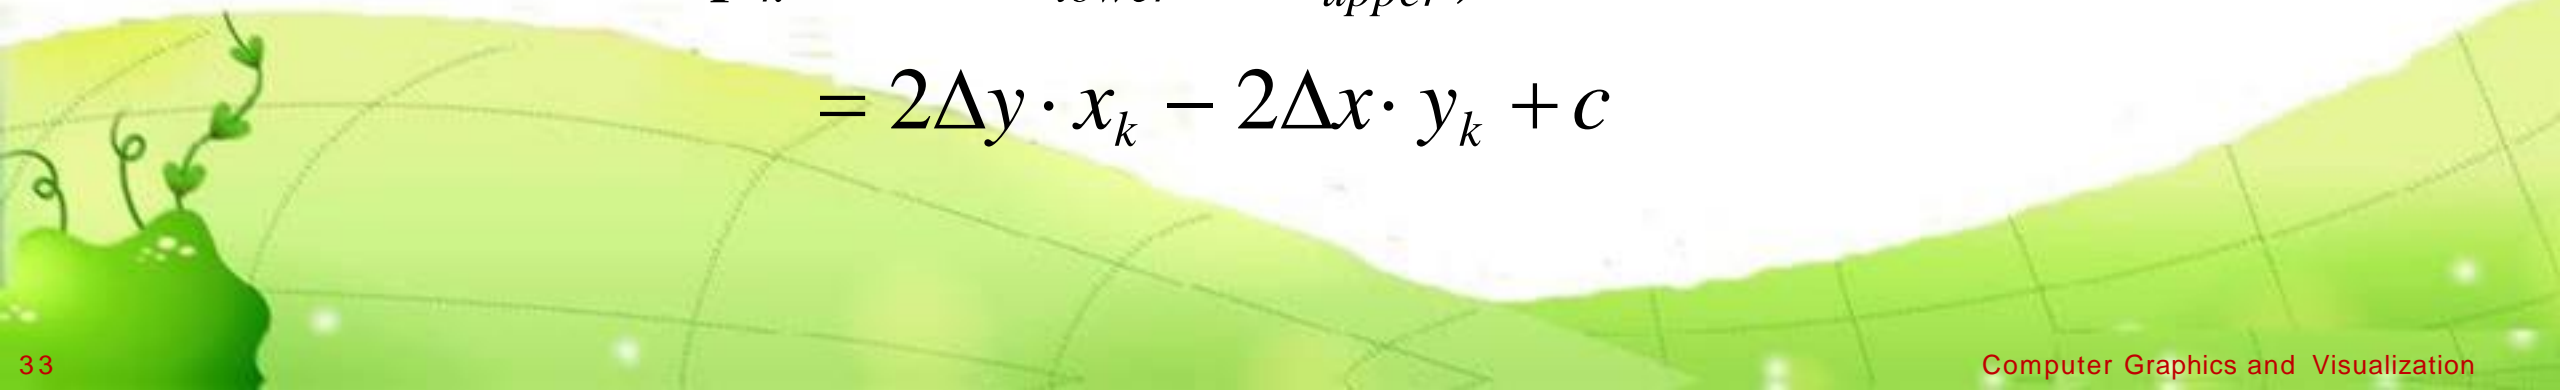 = 2Δy · x_k − 2Δx · y_k + c
33
Computer Graphics and Visualization